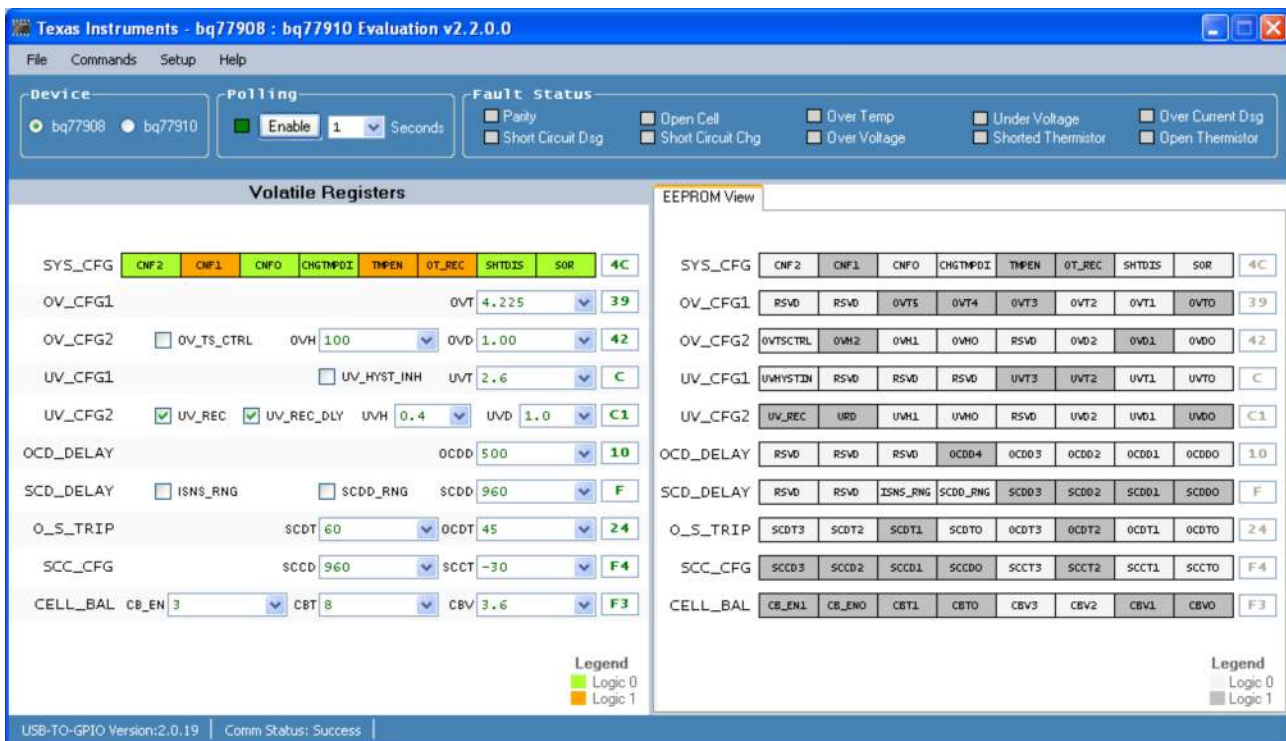 Texas Instruments - bq77908 : bq77910 Evaluation v2.2.0.0
File Commands Setup Help
Device Polling Fault Status
bq77908 bq77910 Enable 1 Seconds
Parity Open Cell Over Temp Under Voltage Over Current Dsg
Short Circuit Dsg Short Circuit Chg Over Voltage Shorted Thermistor Open Thermistor
Volatile Registers
SYS_CFG CNF2 CNF1 CNF0 CHGTMPDI TMPEN OT_REC SHTDIS SOR 4C
OV_CFG1 OVT 4.225 39
OV_CFG2 OV_TS_CTRL OVH 100 OVD 1.00 42
UV_CFG1 UV_HYST_INH UVT 2.6 C
UV_CFG2 UV_REC UV_REC_DLY UVH 0.4 UVD 1.0 C1
OCD_DELAY OCDD 500 10
SCD_DELAY ISNS_RNG SCDD_RNG SCDD 960 F
O_S_TRIP SCDT 60 OCDT 45 24
SCC_CFG SCCD 960 SCCT -30 F4
CELL_BAL CB_EN 3 CBT 8 CBV 3.6 F3
Legend
Logic 0
Logic 1
EEPROM View
SYS_CFG CNF2 CNF1 CNF0 CHGTMPDI TMPEN OT_REC SHTDIS SOR 4C
OV_CFG1 RSVD RSVD OVT5 OVT4 OVT3 OVT2 OVT1 OVT0 39
OV_CFG2 OVTSCTRL OVH2 OVH1 OVH0 RSVD OVD2 OVD1 OVD0 42
UV_CFG1 UVHYSTIN RSVD RSVD RSVD UVT3 UVT2 UVT1 UVT0 C
UV_CFG2 UV_REC URD UVH1 UVH0 RSVD UVD2 UVD1 UVD0 C1
OCD_DELAY RSVD RSVD RSVD OCDD4 OCDD3 OCDD2 OCDD1 OCDD0 10
SCD_DELAY RSVD RSVD ISNS_RNG SCDD_RNG SCDD3 SCDD2 SCDD1 SCDD0 F
O_S_TRIP SCDT3 SCDT2 SCDT1 SCDT0 OCDT3 OCDT2 OCDT1 OCDT0 24
SCC_CFG SCCD3 SCCD2 SCCD1 SCCD0 SCCT3 SCCT2 SCCT1 SCCT0 F4
CELL_BAL CB_EN1 CB_EN0 CBT1 CBT0 CBV3 CBV2 CBV1 CBV0 F3
Legend
Logic 0
Logic 1
USB-TO-GPIO Version:2.0.19 Comm Status: Success